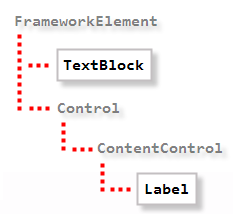 FrameworkElement
TextBlock
Control
ContentControl
Label